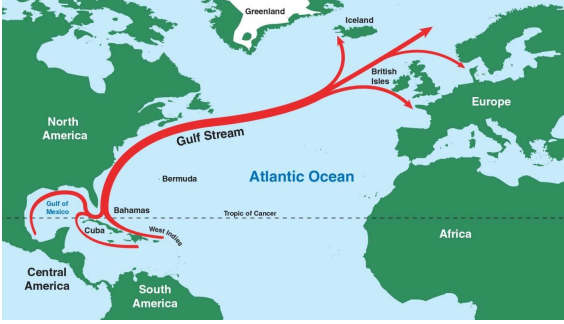 Greenland
Iceland
British
Isles
Europe
North
America
Gulf Stream
Bermuda
Atlantic Ocean
Gulf of
Mexico
Bahamas
Tropic of Cancer
Cuba
West Indies
Africa
Central
America
South
America